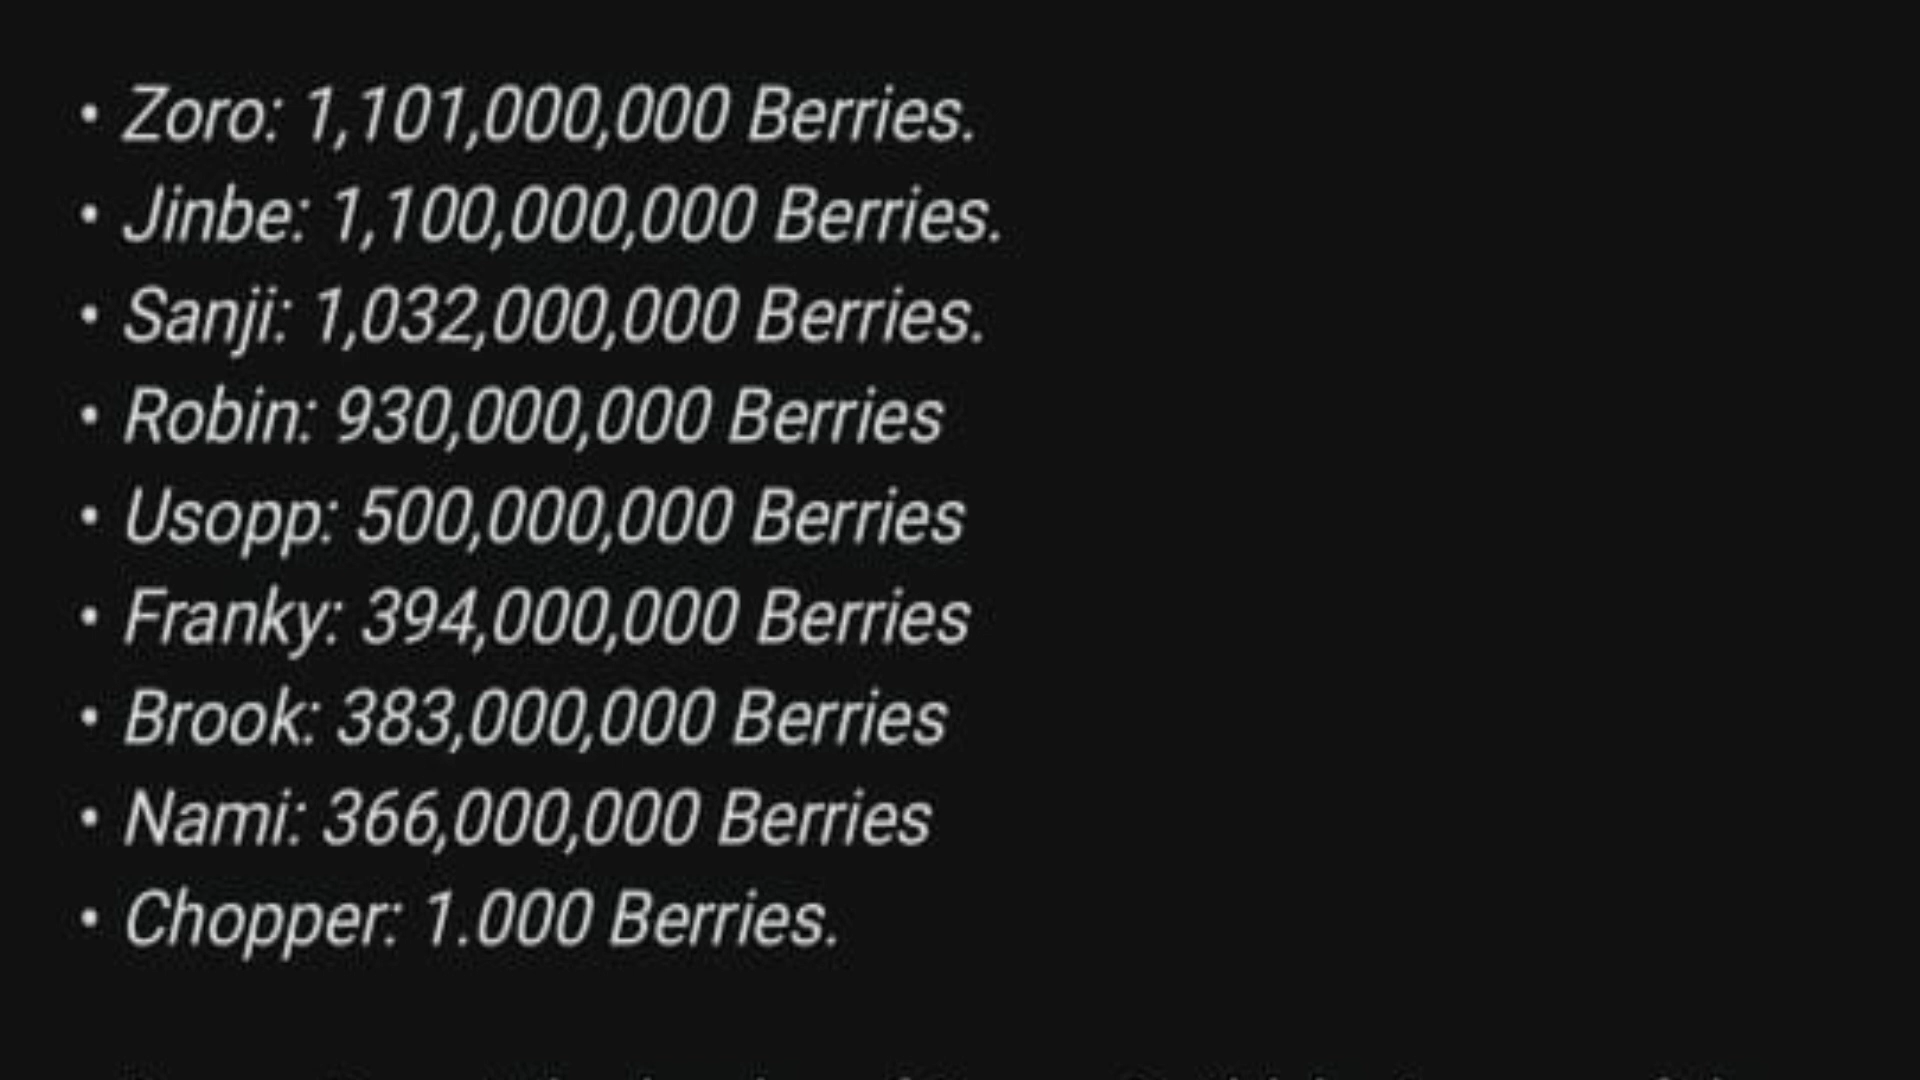 • Zoro: 1,101,000,000 Berries.
• Jinbe: 1,100,000,000 Berries.
• Sanji: 1,032,000,000 Berries.
• Robin: 930,000,000 Berries
• Usopp: 500,000,000 Berries
• Franky: 394,000,000 Berries
• Brook: 383,000,000 Berries
• Nami: 366,000,000 Berries
• Chopper: 1.000 Berries.